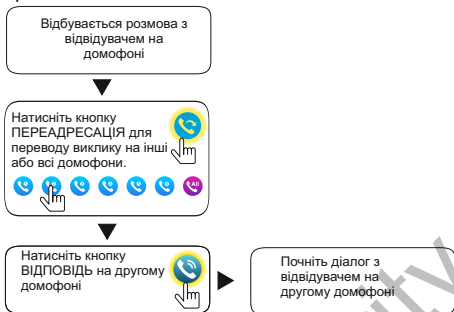 Відбувається розмова з
відвідувачем на
домофоні
Натисніть кнопку
ПЕРЕАДРЕСАЦІЯ для
переводу виклику на інші
або всі домофони.
All
Натисніть кнопку
ВІДПОВІДЬ на другому
домофоні
Почніть діалог з
відвідувачем на
другому домофоні